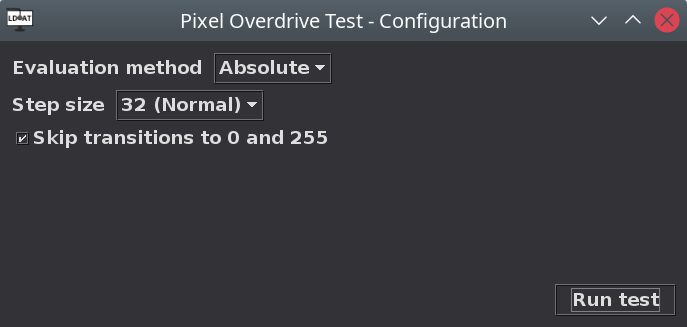 LDAT
Pixel Overdrive Test - Configuration
Evaluation method Absolute
Step size 32 (Normal)
Skip transitions to 0 and 255
Run test